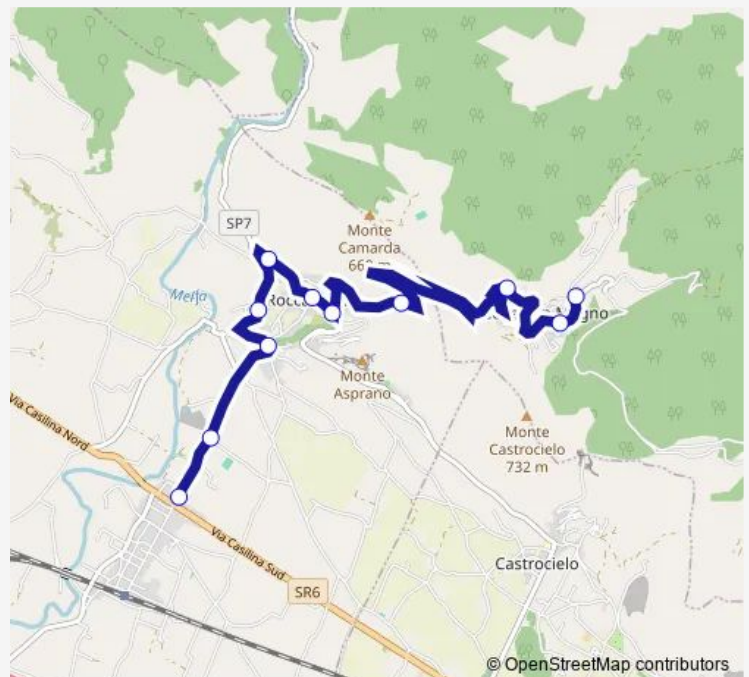 SP7
Monte
Camarda
Melfa
Monte
Asprano
Via Casilina Nord
Monte
Castrocielo
732 m
Via Casilina Sud
Castrocielo
SR6
© OpenStreetMap contributors